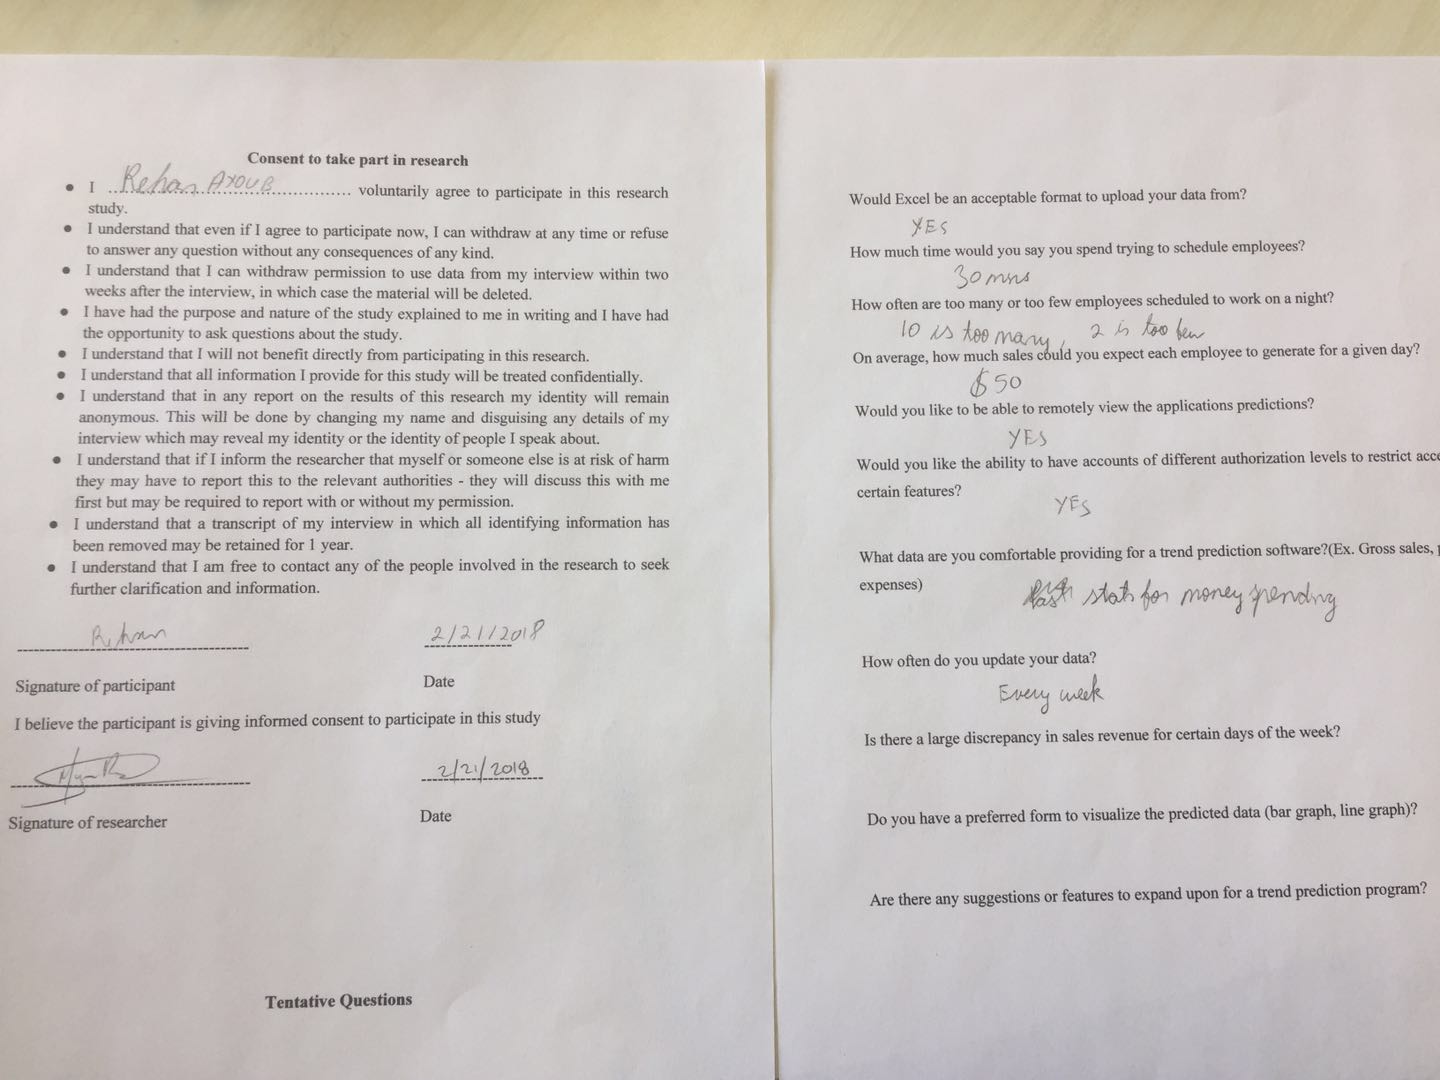 Consent to take part in research
I Rehan AYOUB voluntarily agree to participate in this research
study.
I understand that even if I agree to participate now, I can withdraw at any time or refuse
to answer any question without any consequences of any kind.
I understand that I can withdraw permission to use data from my interview within two
weeks after the interview, in which case the material will be deleted.
I have had the purpose and nature of the study explained to me in writing and I have had
the opportunity to ask questions about the study.
I understand that I will not benefit directly from participating in this research.
I understand that all information I provide for this study will be treated confidentially.
I understand that in any report on the results of this research my identity will remain
anonymous. This will be done by changing my name and disguising any details of my
interview which may reveal my identity or the identity of people I speak about.
I understand that if I inform the researcher that myself or someone else is at risk of harm
they may have to report this to the relevant authorities - they will discuss this with me
first but may be required to report with or without my permission.
I understand that a transcript of my interview in which all identifying information has
been removed may be retained for 1 year.
I understand that I am free to contact any of the people involved in the research to seek
further clarification and information.
Rehan 2/21/2018
Signature of participant Date
I believe the participant is giving informed consent to participate in this study
2/21/2018
Signature of researcher Date
Tentative Questions
Would Excel be an acceptable format to upload your data from?
YES
How much time would you say you spend trying to schedule employees?
30 mns
How often are too many or too few employees scheduled to work on a night?
10 is too many, 2 is too few
On average, how much sales could you expect each employee to generate for a given day?
$50
Would you like to be able to remotely view the applications predictions?
YES
Would you like the ability to have accounts of different authorization levels to restrict acce
certain features?
YES
What data are you comfortable providing for a trend prediction software?(Ex. Gross sales,
expenses)
stats for money spending
How often do you update your data?
Every week
Is there a large discrepancy in sales revenue for certain days of the week?
Do you have a preferred form to visualize the predicted data (bar graph, line graph)?
Are there any suggestions or features to expand upon for a trend prediction program?